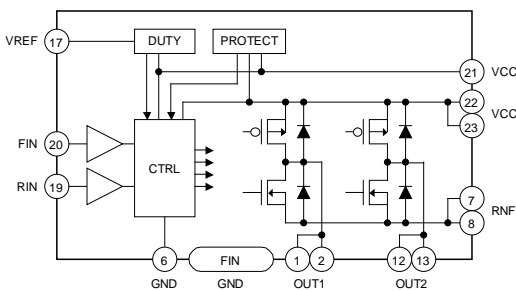 VREF 17 DUTY PROTECT
21 VCC
22 VCC
23
FIN 20
CTRL
RIN 19
7 RNF
8
6 FIN 1 2 12 13
GND GND OUT1 OUT2